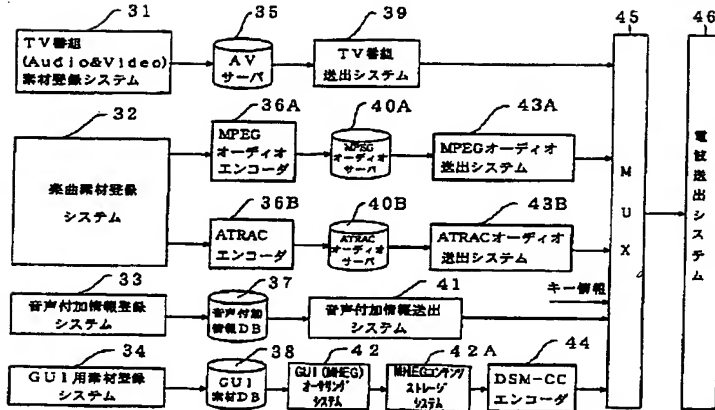 31
35
39
45
46
TV番組
(Audio&Video)
素材登録システム
AV
サーバ
TV番組
送出システム
32
36A
40A
43A
楽曲素材登録
システム
MPEG
オーディオ
エンコーダ
MPEG
オーディオ
サーバ
MPEGオーディオ
送出システム
36B
40B
43B
ATRAC
エンコーダ
ATRAC
オーディオ
サーバ
ATRACオーディオ
送出システム
MUX
電波送出システム
キー情報
33
37
41
音声付加情報登録
システム
音声付加
情報DB
音声付加情報送出
システム
34
38
42
42A
44
GUI用素材登録
システム
GUI
素材DB
GUI(MHEG)
オーサリング
システム
MHEGコンテンツ
ストレージ
システム
DSM-CC
エンコーダ